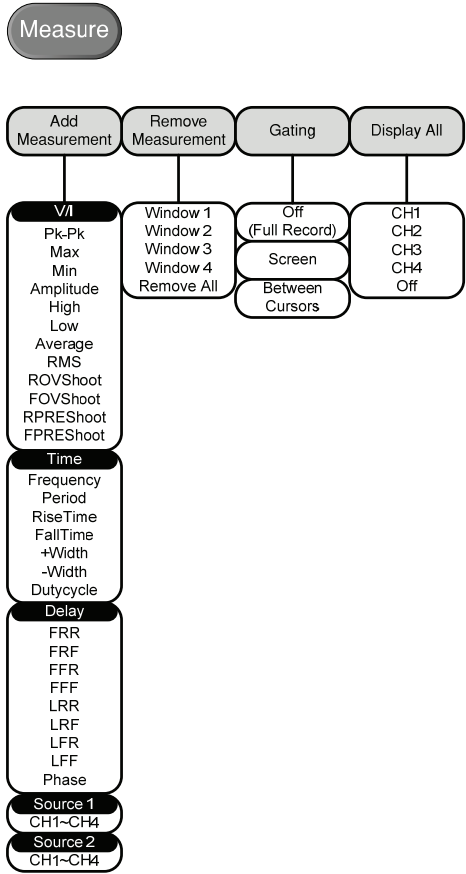 Measure
Add
Measurement
Remove
Measurement
Gating
Display All
V/I
Pk-Pk
Max
Min
Amplitude
High
Low
Average
RMS
ROVShoot
FOVShoot
RPREShoot
FPREShoot
Time
Frequency
Period
RiseTime
FallTime
+Width
-Width
Dutycycle
Delay
FRR
FRF
FFR
FFF
LRR
LRF
LFR
LFF
Phase
Source 1
CH1~CH4
Source 2
CH1~CH4
Window 1
Window 2
Window 3
Window 4
Remove All
Off
(Full Record)
Screen
Between
Cursors
CH1
CH2
CH3
CH4
Off